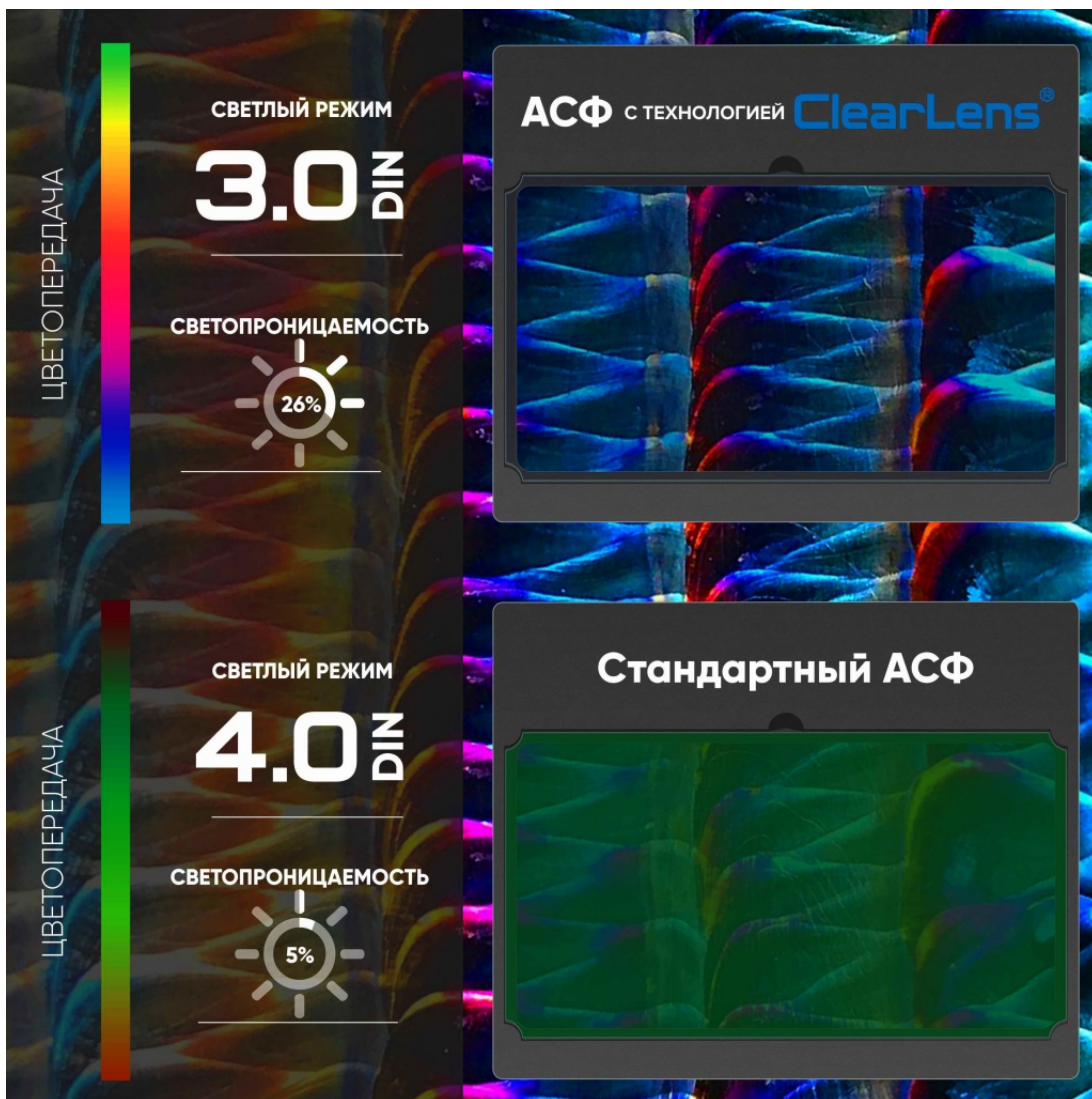 ЦВЕТОПЕРЕДАЧА
СВЕТЛЫЙ РЕЖИМ
3.0 DIN
СВЕТОПРОНИЦАЕМОСТЬ
26%
АСФ С ТЕХНОЛОГИЕЙ ClearLens®
ЦВЕТОПЕРЕДАЧА
СВЕТЛЫЙ РЕЖИМ
4.0 DIN
СВЕТОПРОНИЦАЕМОСТЬ
5%
Стандартный АСФ